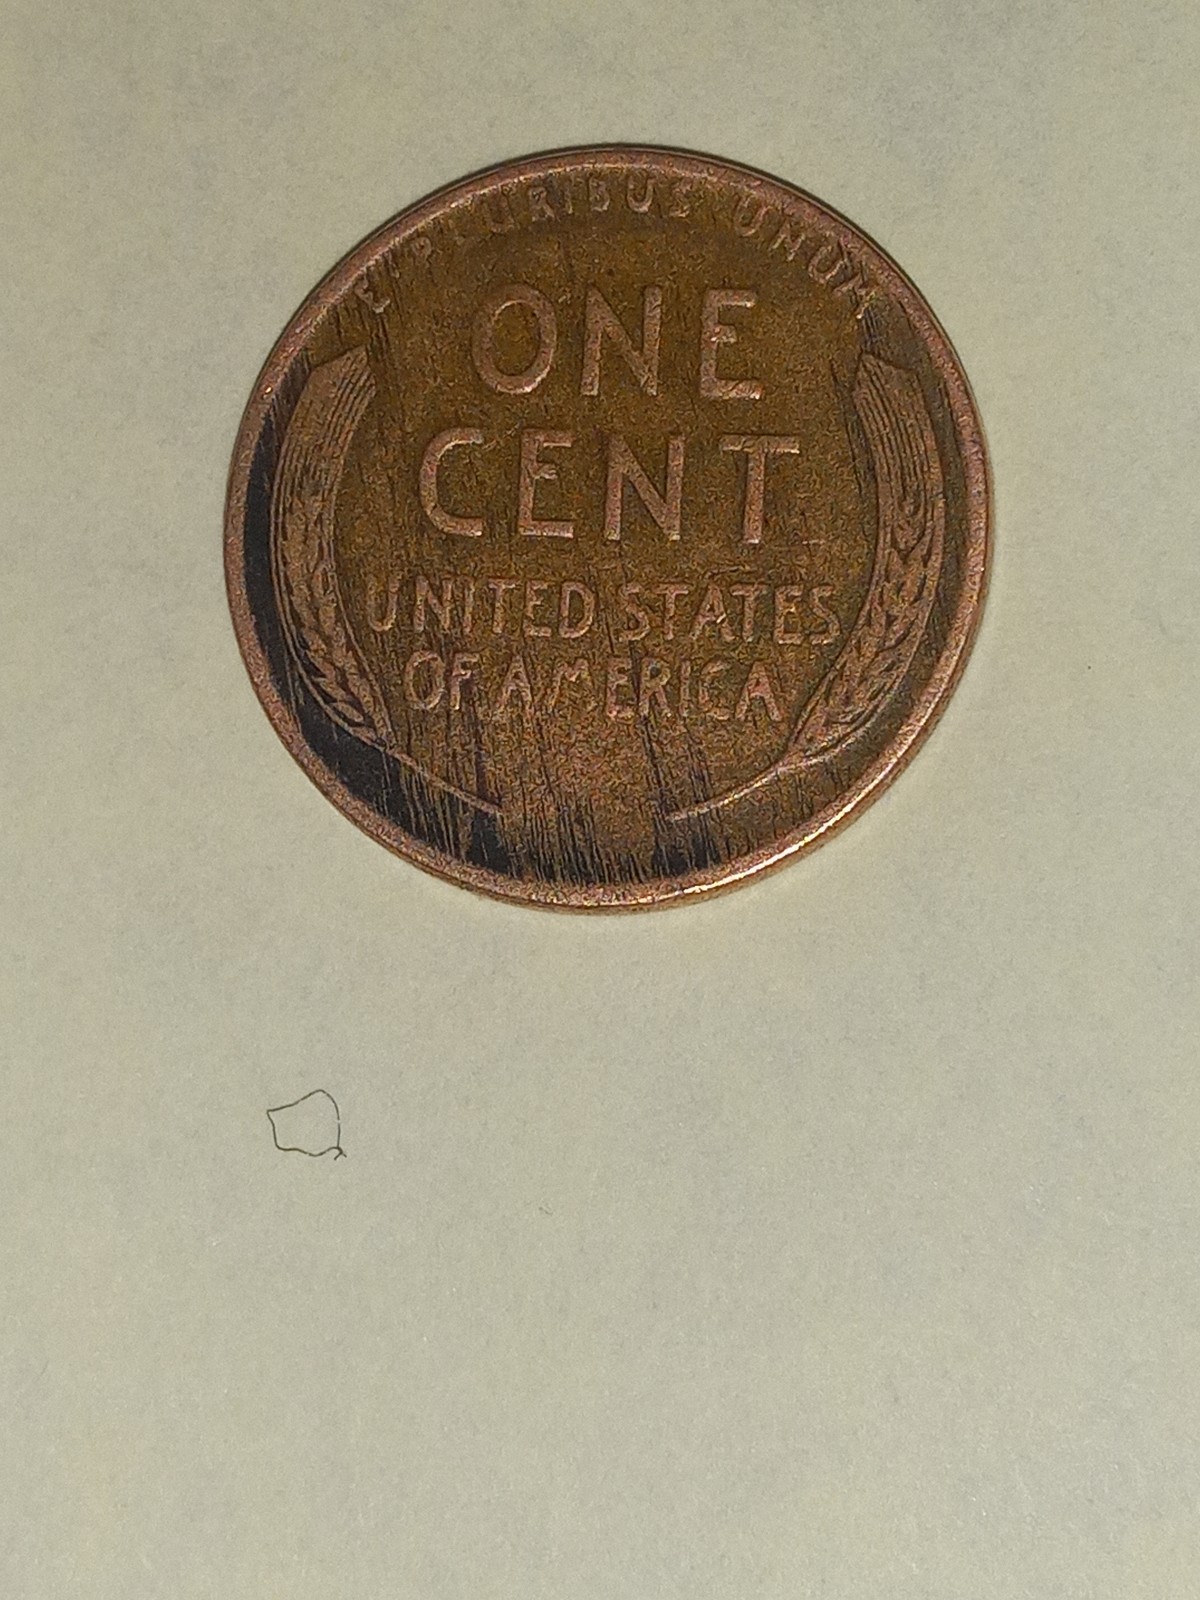 E PLURIBUS UNUM
ONE
CENT
UNITED STATES
OF AMERICA